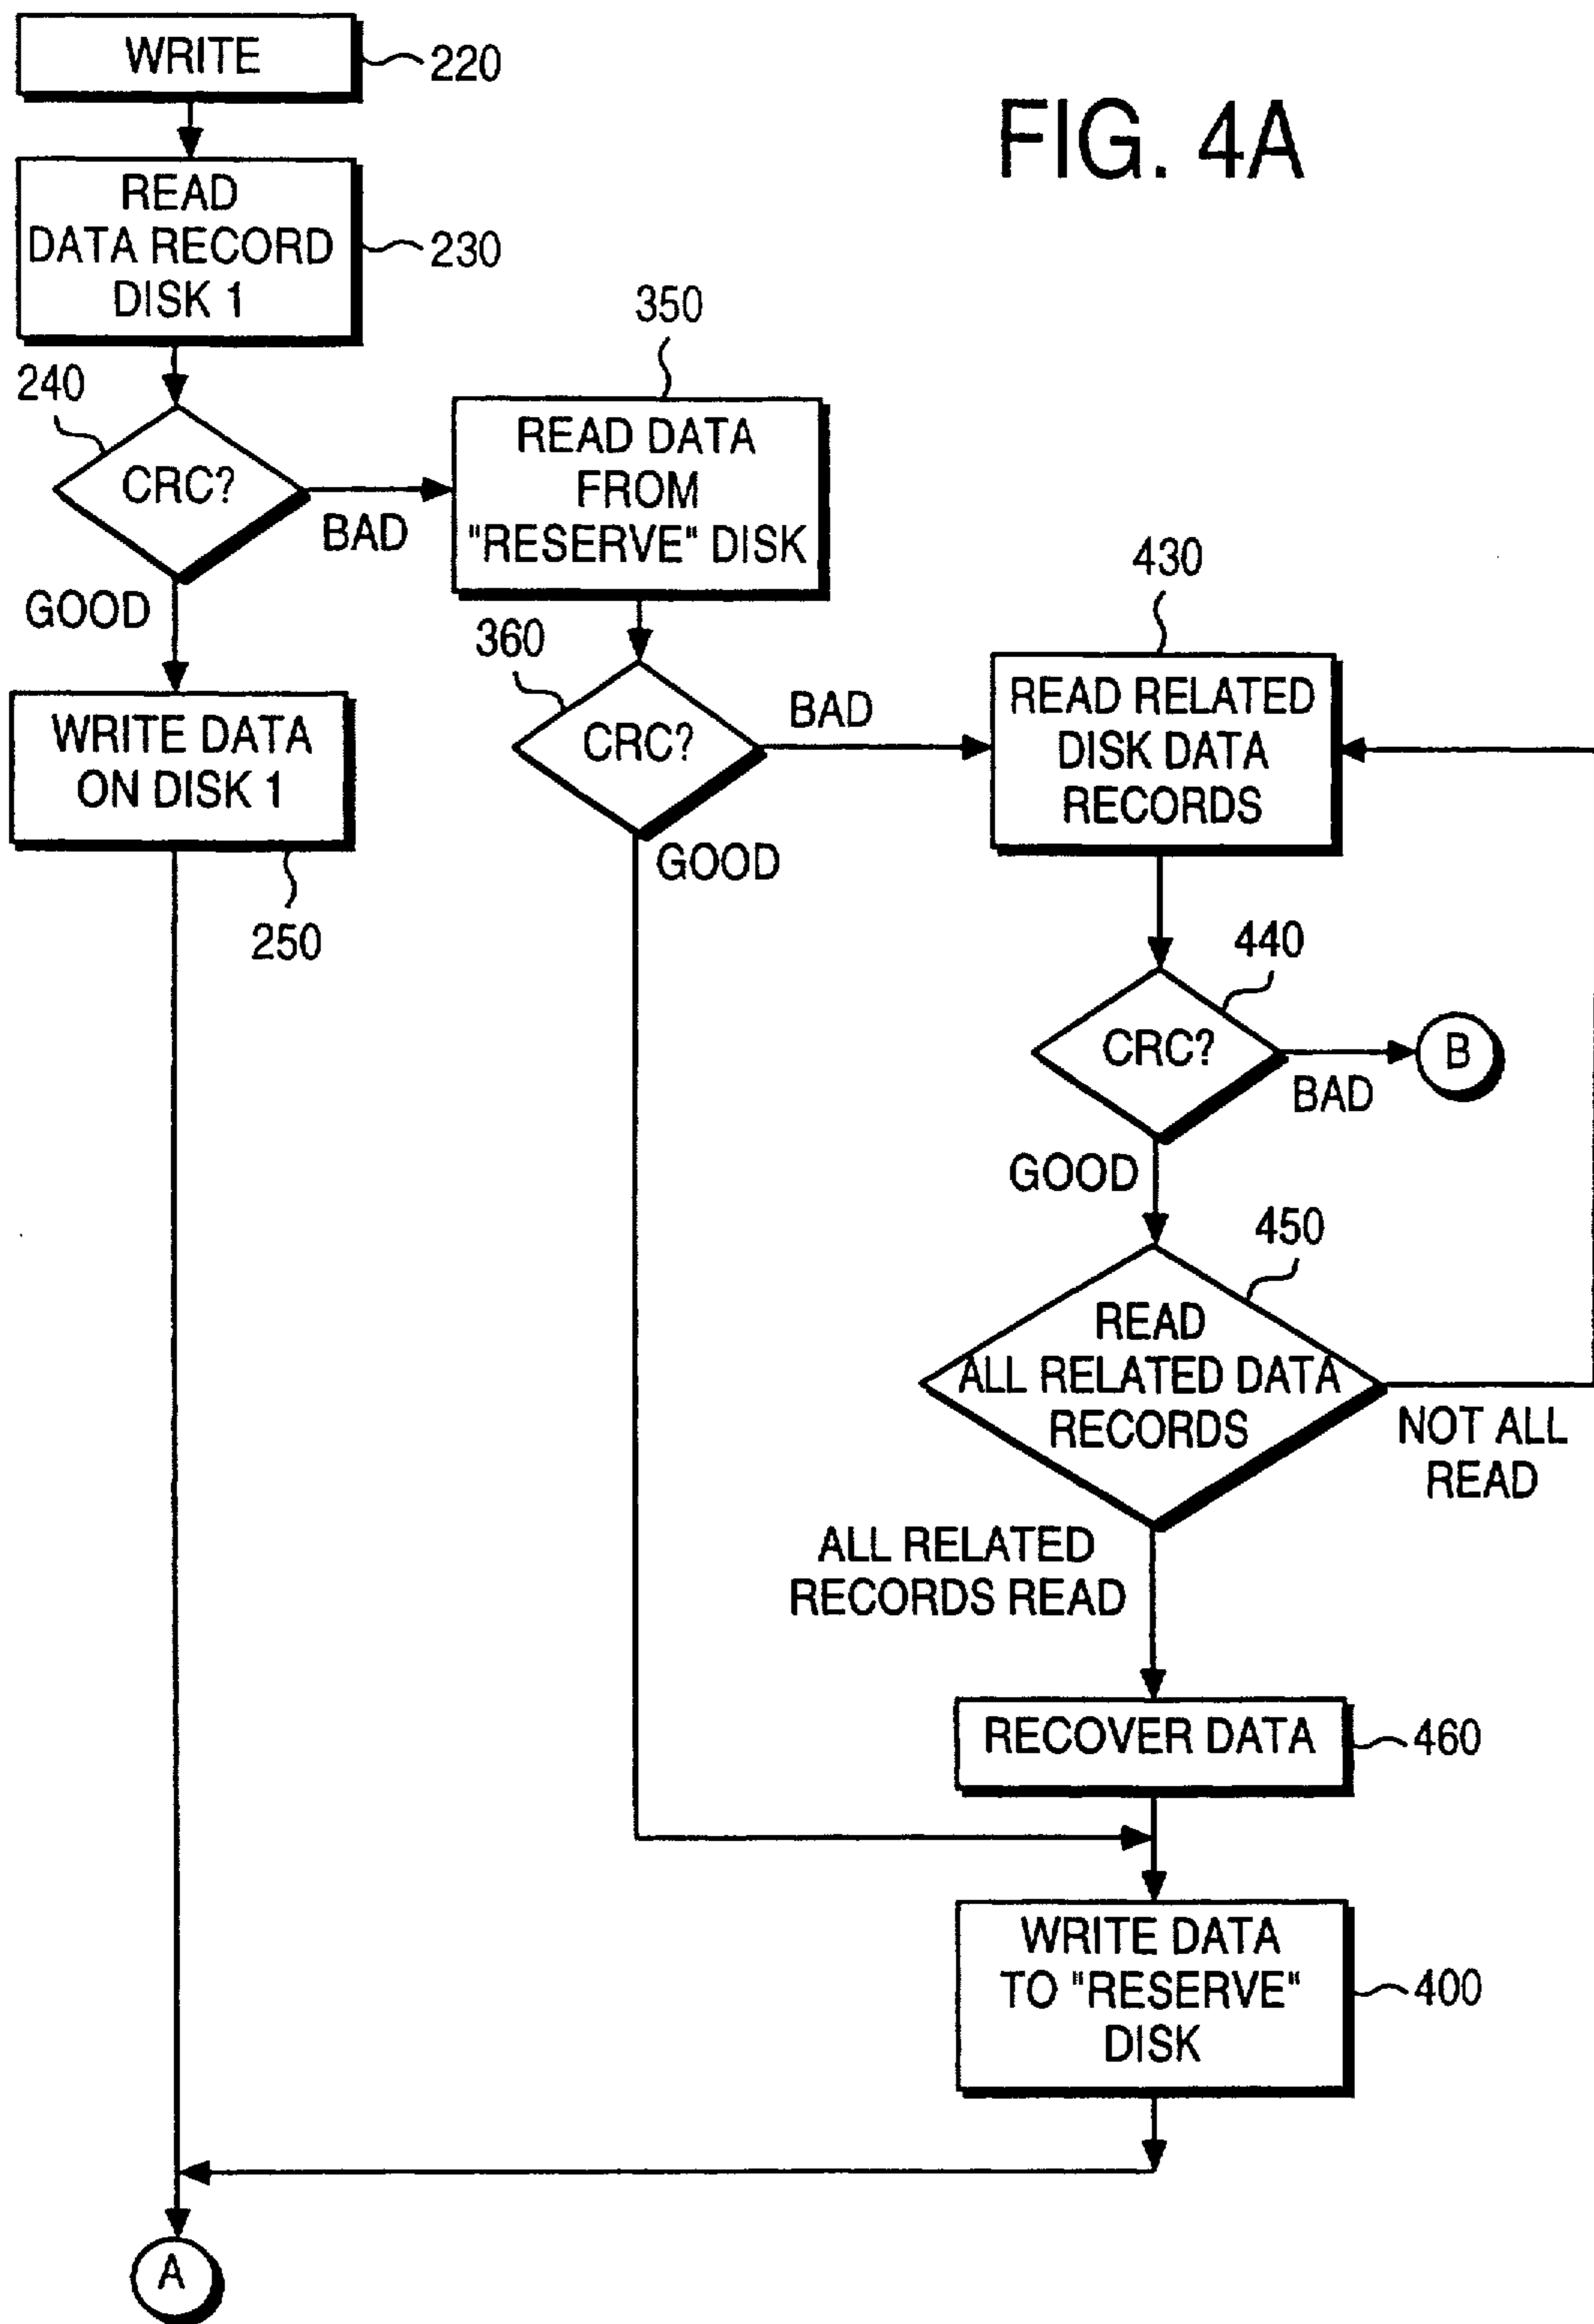 FIG. 4A
WRITE
220
READ
DATA RECORD
DISK 1
230
240
CRC?
BAD
GOOD
350
READ DATA
FROM
"RESERVE" DISK
WRITE DATA
ON DISK 1
250
360
CRC?
BAD
GOOD
430
READ RELATED
DISK DATA
RECORDS
440
CRC?
BAD
B
GOOD
450
READ
ALL RELATED DATA
RECORDS
NOT ALL
READ
ALL RELATED
RECORDS READ
RECOVER DATA
460
WRITE DATA
TO "RESERVE"
DISK
400
A